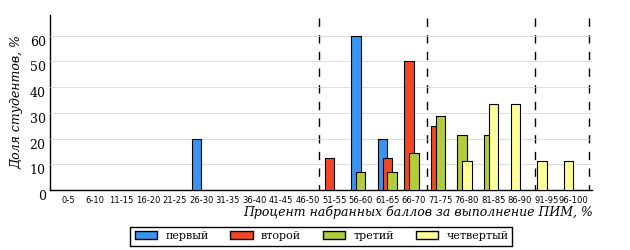 Доля студентов, %
60
50
40
30
20
10
0
0-5 6-10 11-15 16-20 21-25 26-30 31-35 36-40 41-45 46-50 51-55 56-60 61-65 66-70 71-75 76-80 81-85 86-90 91-95 96-100
Процент набранных баллов за выполнение ПИМ, %
первый второй третий четвертый